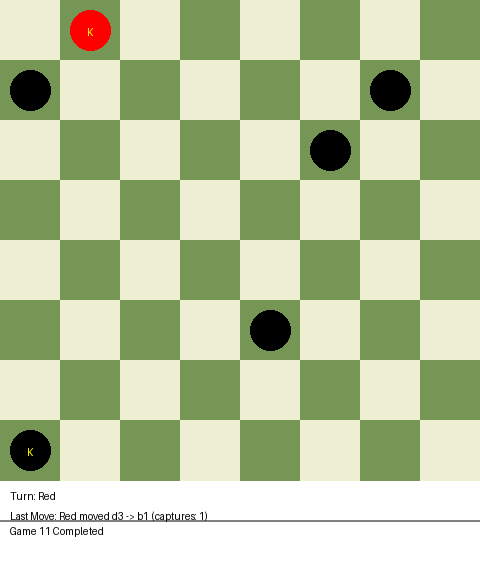 K
K
Turn: Red
Last Move: Red moved d3 -> b1 (captures: 1)
Game 11 Completed